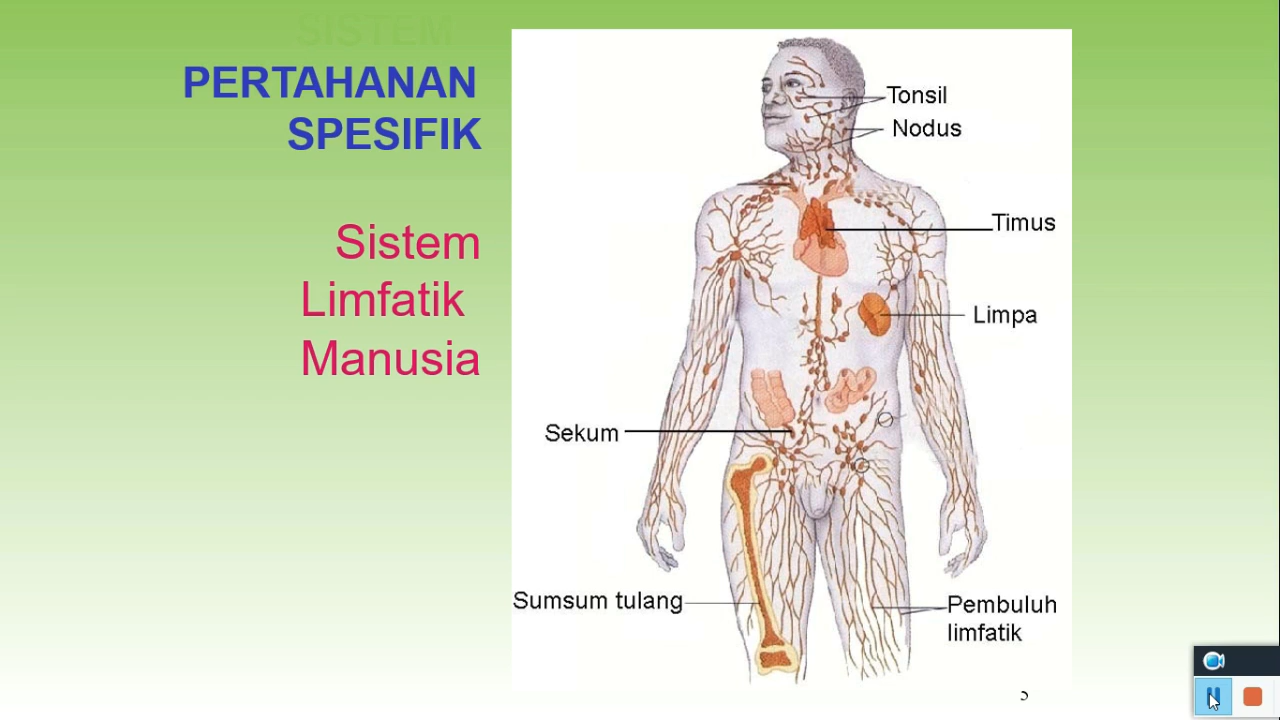 SISTEM
PERTAHANAN
SPESIFIK
Sistem
Limfatik
Manusia
Tonsil
Nodus
Timus
Limpa
Sekum
Sumsum tulang
Pembuluh
limfatik